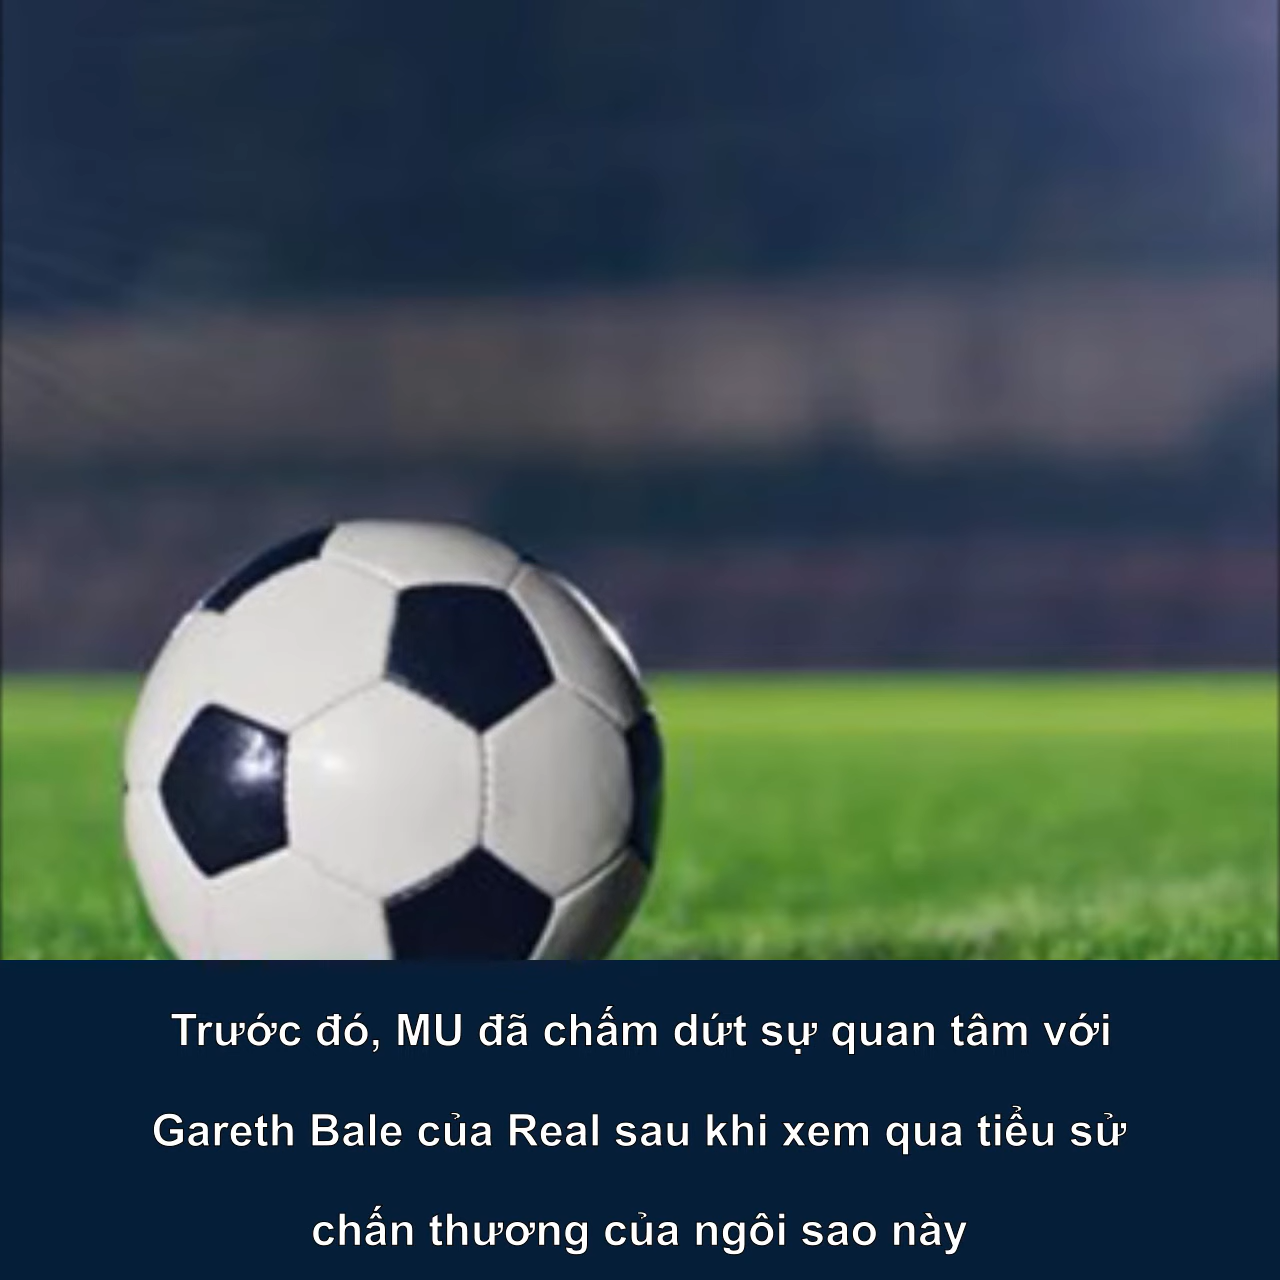 Trước đó, MU đã chấm dứt sự quan tâm với
Gareth Bale của Real sau khi xem qua tiểu sử
chấn thương của ngôi sao này